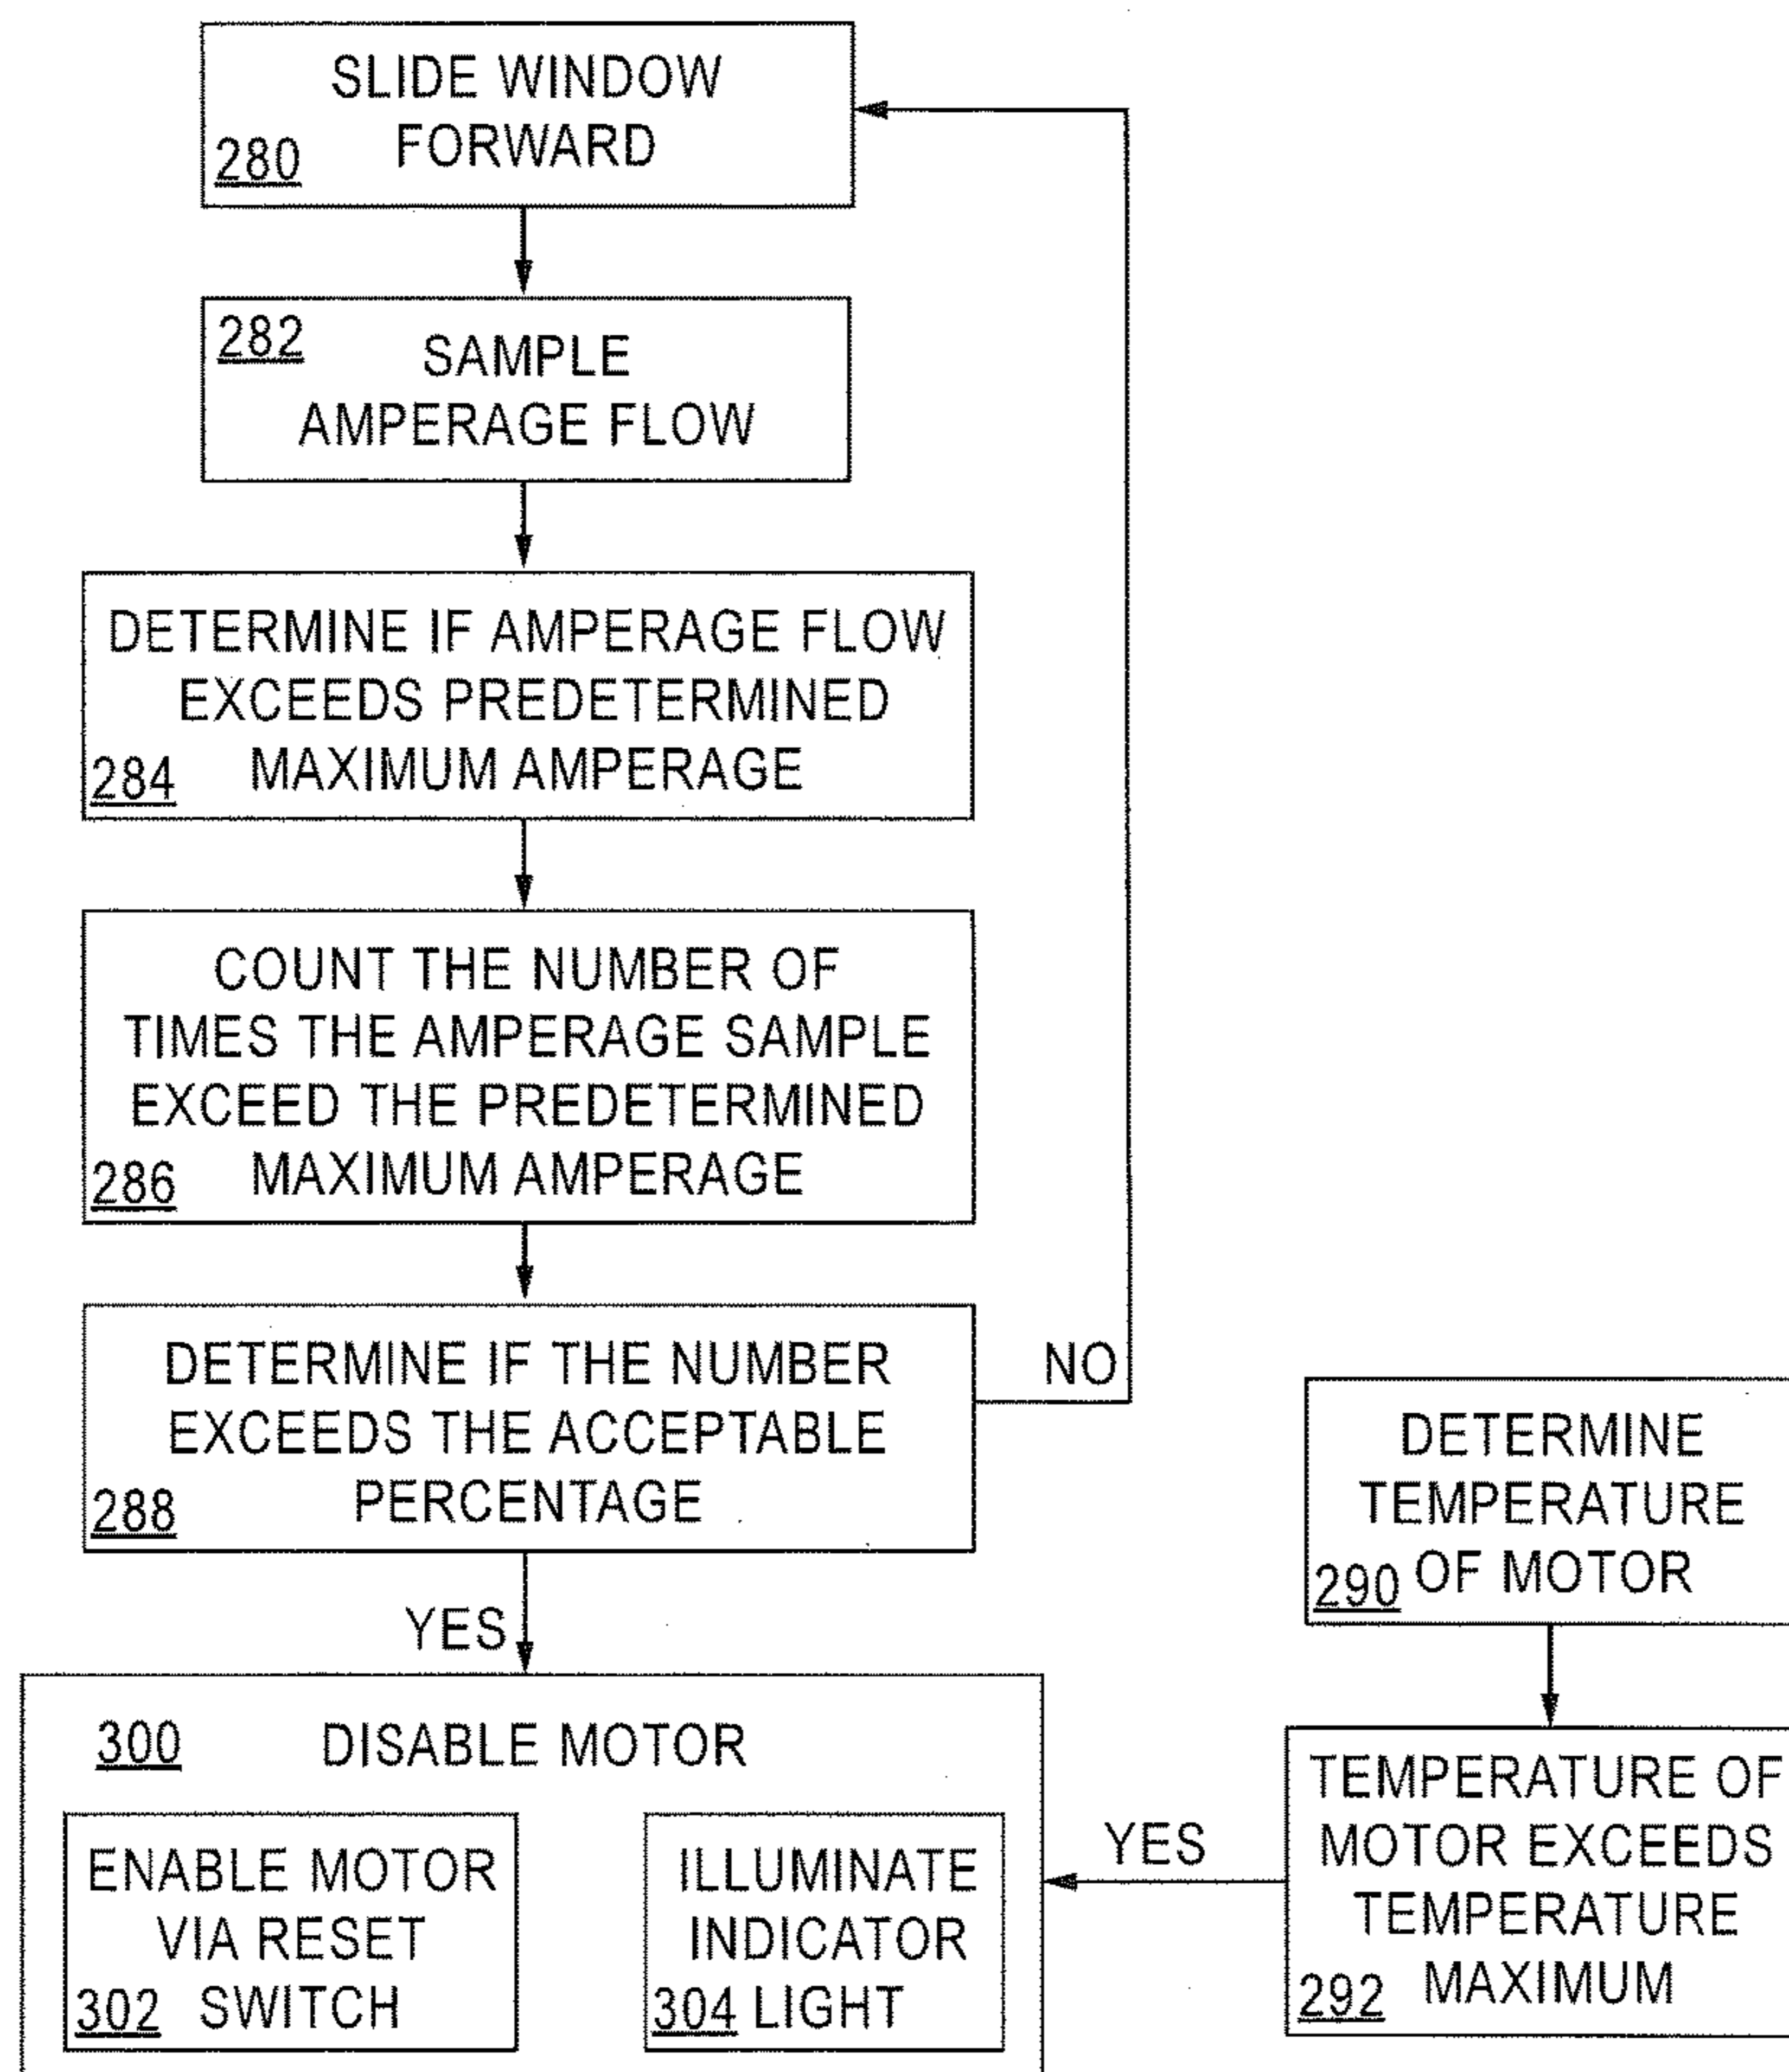 SLIDE WINDOW
FORWARD
280
282
SAMPLE
AMPERAGE FLOW
DETERMINE IF AMPERAGE FLOW
EXCEEDS PREDETERMINED
MAXIMUM AMPERAGE
284
COUNT THE NUMBER OF
TIMES THE AMPERAGE SAMPLE
EXCEED THE PREDETERMINED
MAXIMUM AMPERAGE
286
DETERMINE IF THE NUMBER
EXCEEDS THE ACCEPTABLE
PERCENTAGE
288
NO
YES
DETERMINE
TEMPERATURE
290 OF MOTOR
TEMPERATURE OF
MOTOR EXCEEDS
TEMPERATURE
292 MAXIMUM
YES
300 DISABLE MOTOR
ENABLE MOTOR
VIA RESET
302 SWITCH
ILLUMINATE
INDICATOR
304 LIGHT